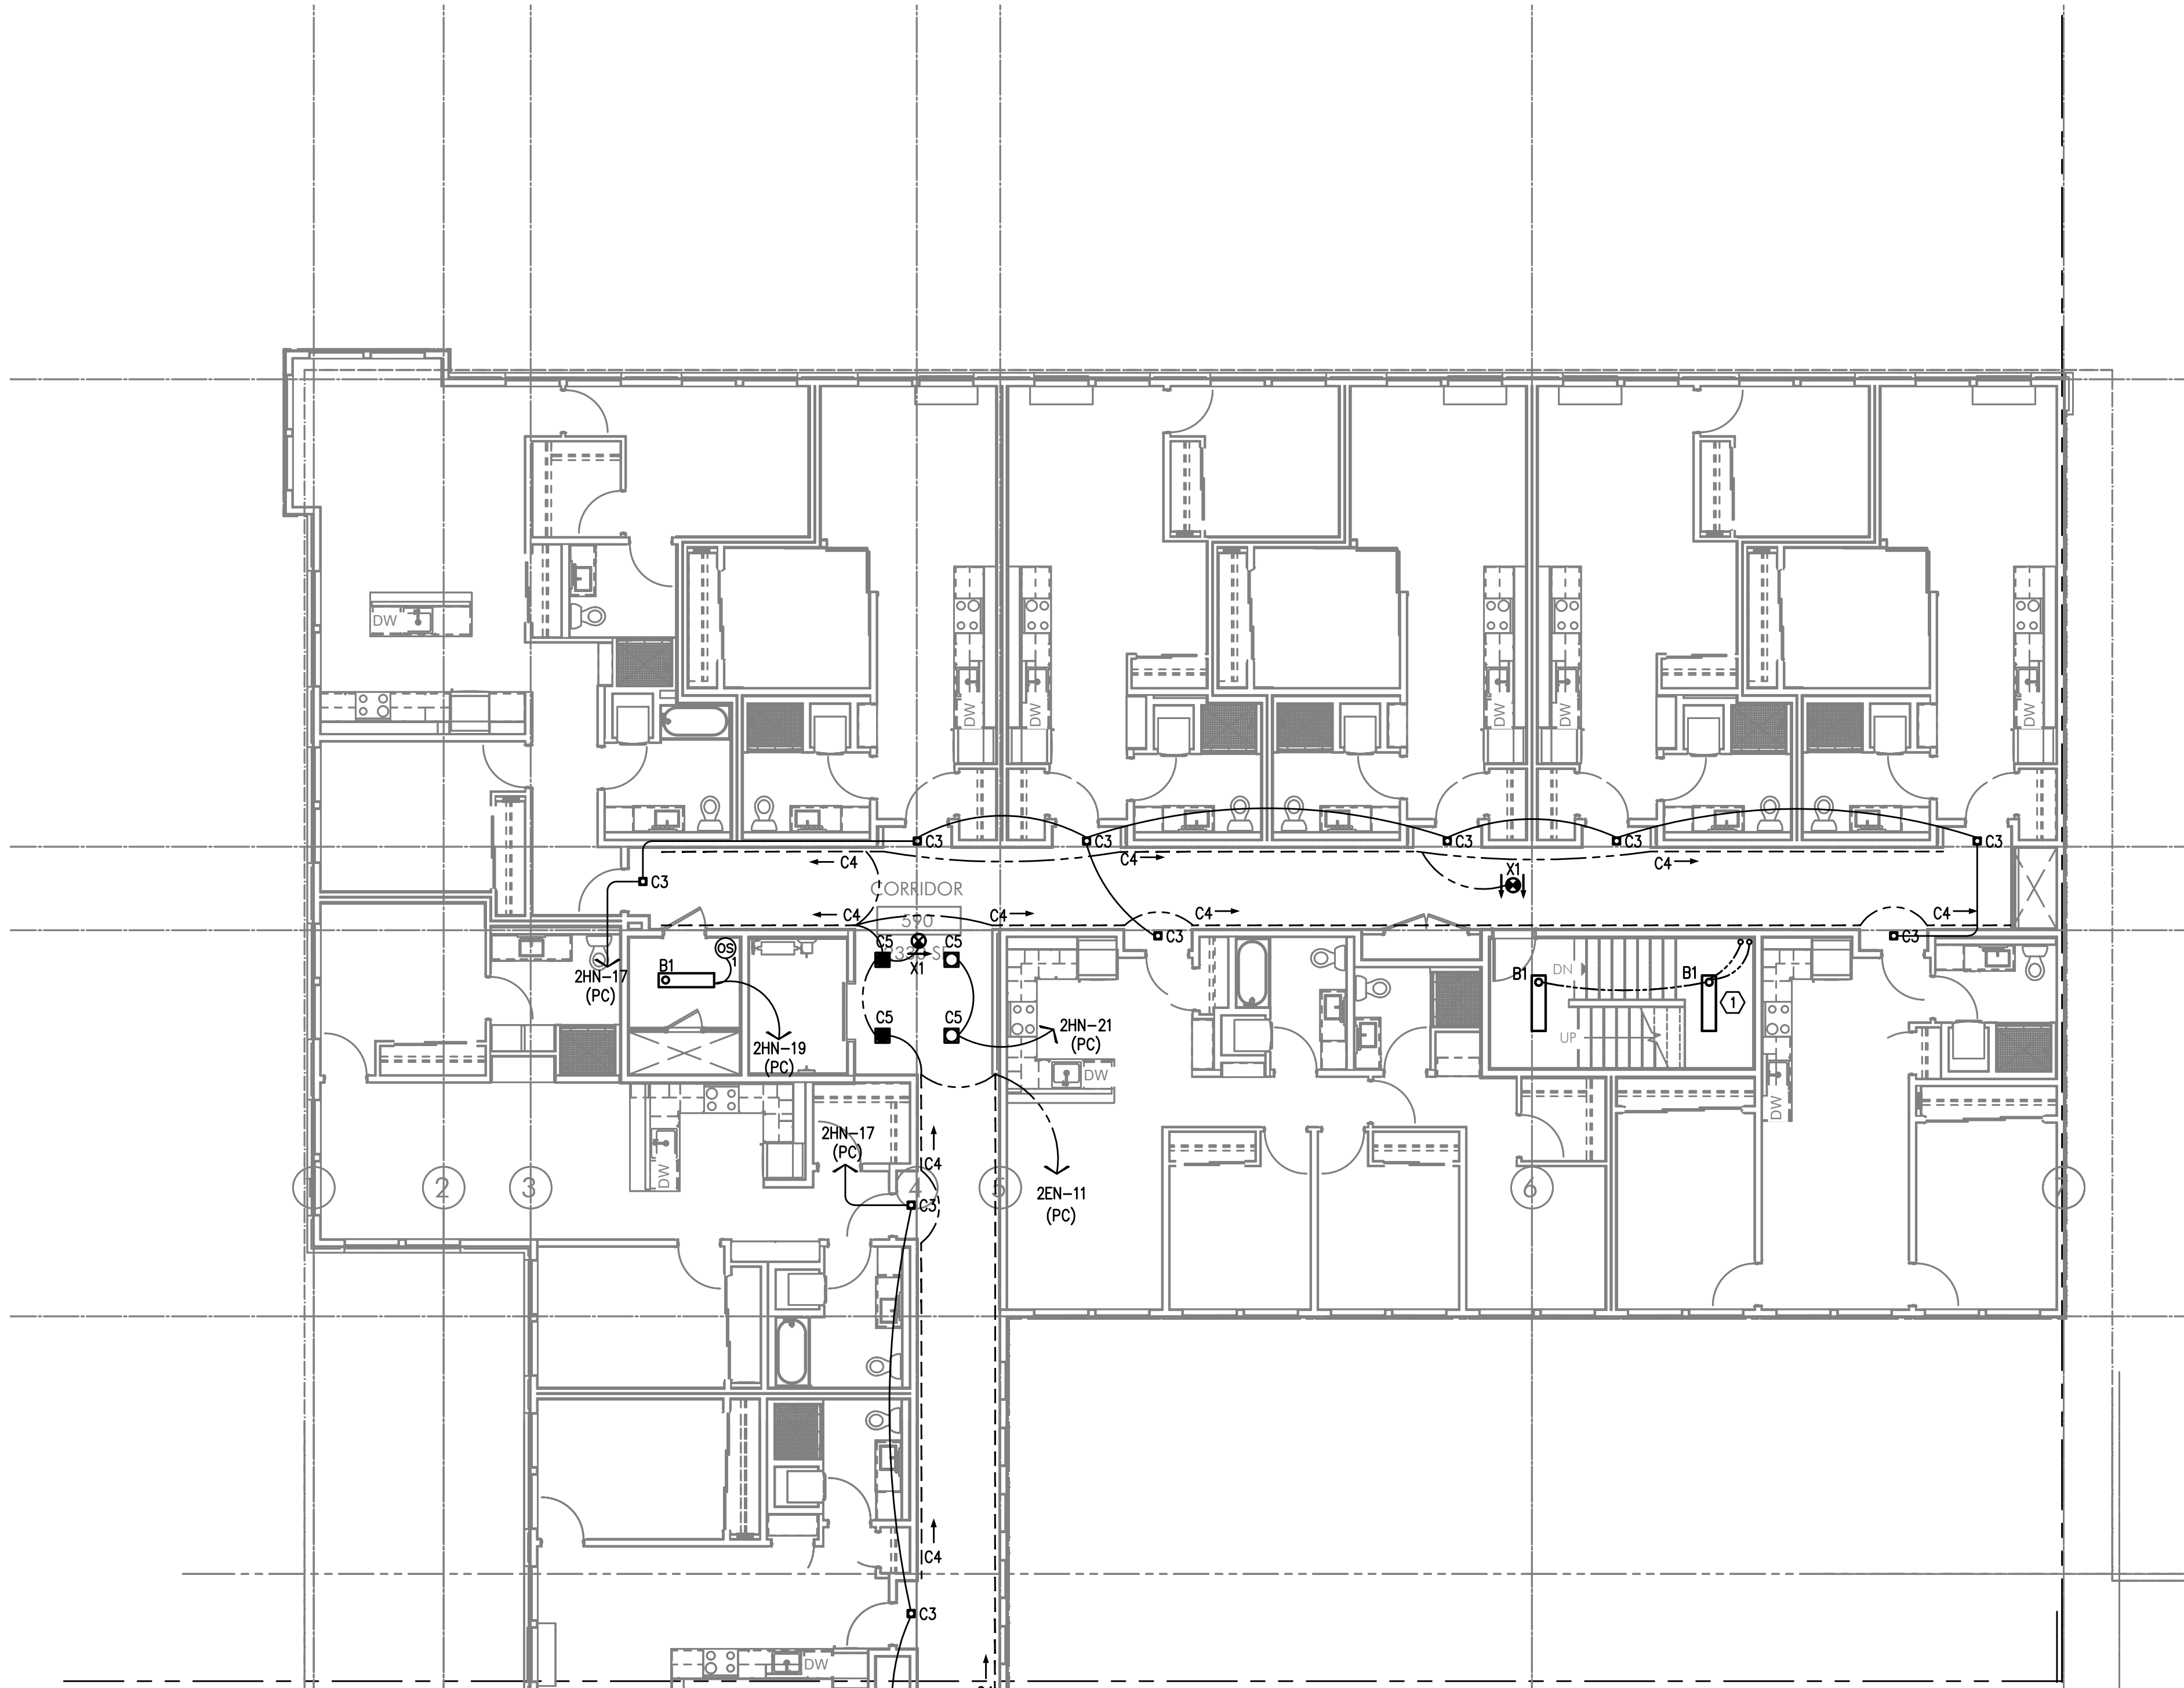 DW
DW
DW
DW
DW
DW
C3
C3
C3
C3
C3
C4
C4
C4
X1
C3
CORRIDOR
C4
590
C4
C4
C4
C3
C3
C5
C5
OS
1
X1
B1
2HN-17
(PC)
DN
B1
B1
1
C5
C5
2HN-21
(PC)
UP
2HN-19
(PC)
DW
DW
2HN-17
(PC)
C4
DW
1
2
3
4
5
6
7
2EN-11
(PC)
C3
C4
C3
DW